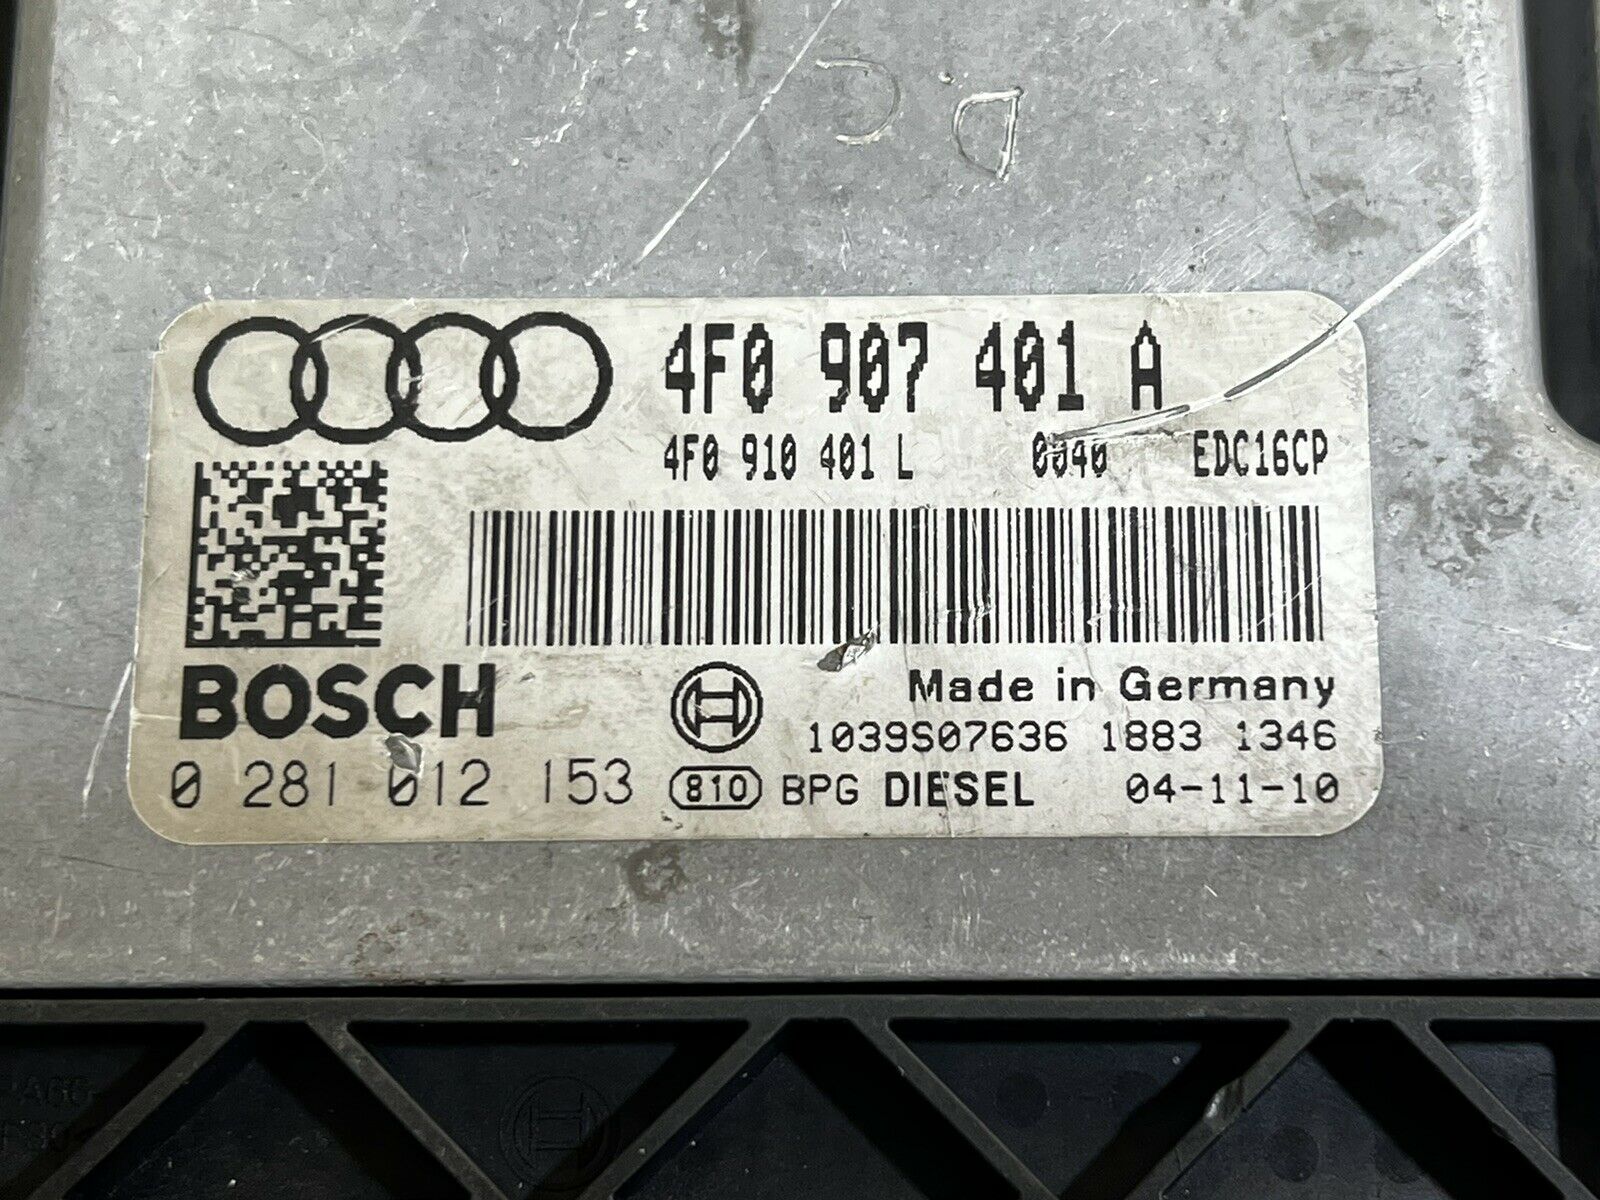 DC
4F0 907 401 A
4F0 910 401 L 0040 EDC16CP
BOSCH
Made in Germany
1039S07636 1883 1346
0 281 012 153 810 BPG DIESEL 04-11-10